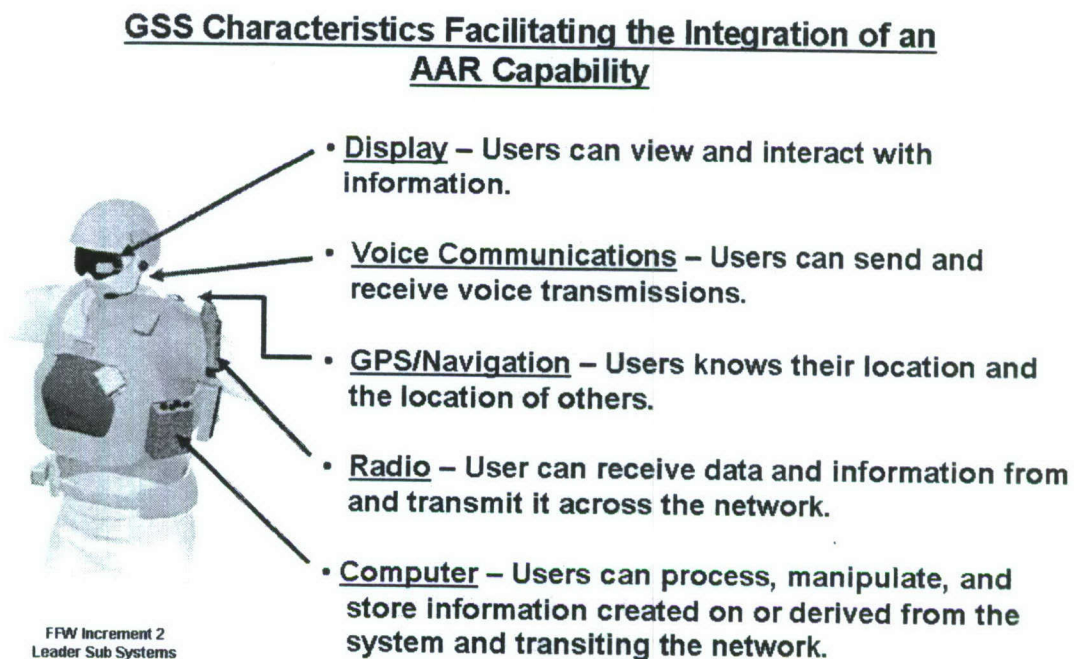 GSS Characteristics Facilitating the Integration of an
AAR Capability
• Display – Users can view and interact with
information.
• Voice Communications – Users can send and
receive voice transmissions.
• GPS/Navigation – Users knows their location and
the location of others.
• Radio – User can receive data and information from
and transmit it across the network.
• Computer – Users can process, manipulate, and
store information created on or derived from the
system and transiting the network.
FFW Increment 2
Leader Sub Systems